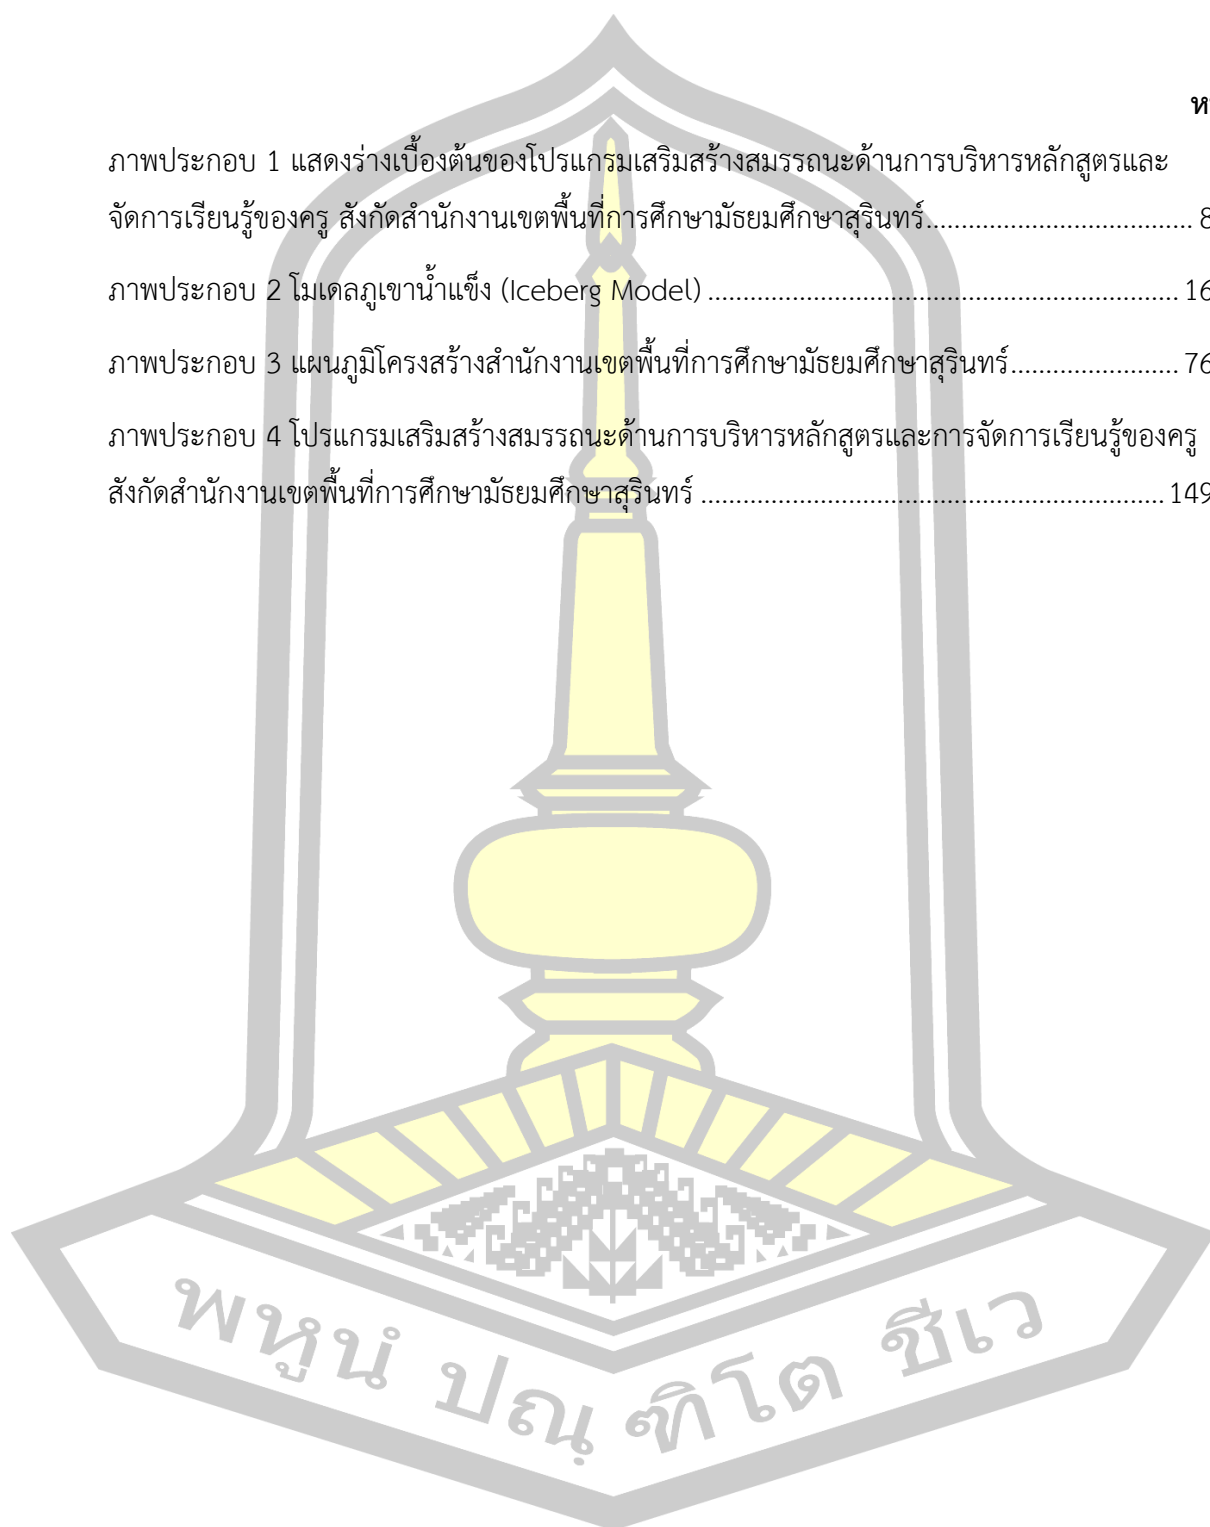 ภาพประกอบ 1 แสดงร่างเบื้องต้นของโปรแกรมเสริมสร้างสมรรถนะด้านการบริหารหลักสูตรและ
จัดการเรียนรู้ของครู สังกัดสำนักงานเขตพื้นที่การศึกษามัธยมศึกษาสุรินทร์...................................... 8
ภาพประกอบ 2 โมเดลภูเขาน้ำแข็ง (Iceberg Model) .................................................................. 16
ภาพประกอบ 3 แผนภูมิโครงสร้างสำนักงานเขตพื้นที่การศึกษามัธยมศึกษาสุรินทร์........................ 76
ภาพประกอบ 4 โปรแกรมเสริมสร้างสมรรถนะด้านการบริหารหลักสูตรและการจัดการเรียนรู้ของครู
สังกัดสำนักงานเขตพื้นที่การศึกษามัธยมศึกษาสุรินทร์ ................................................................. 149
พหูนํ ปณฺฑิโต ชีเว